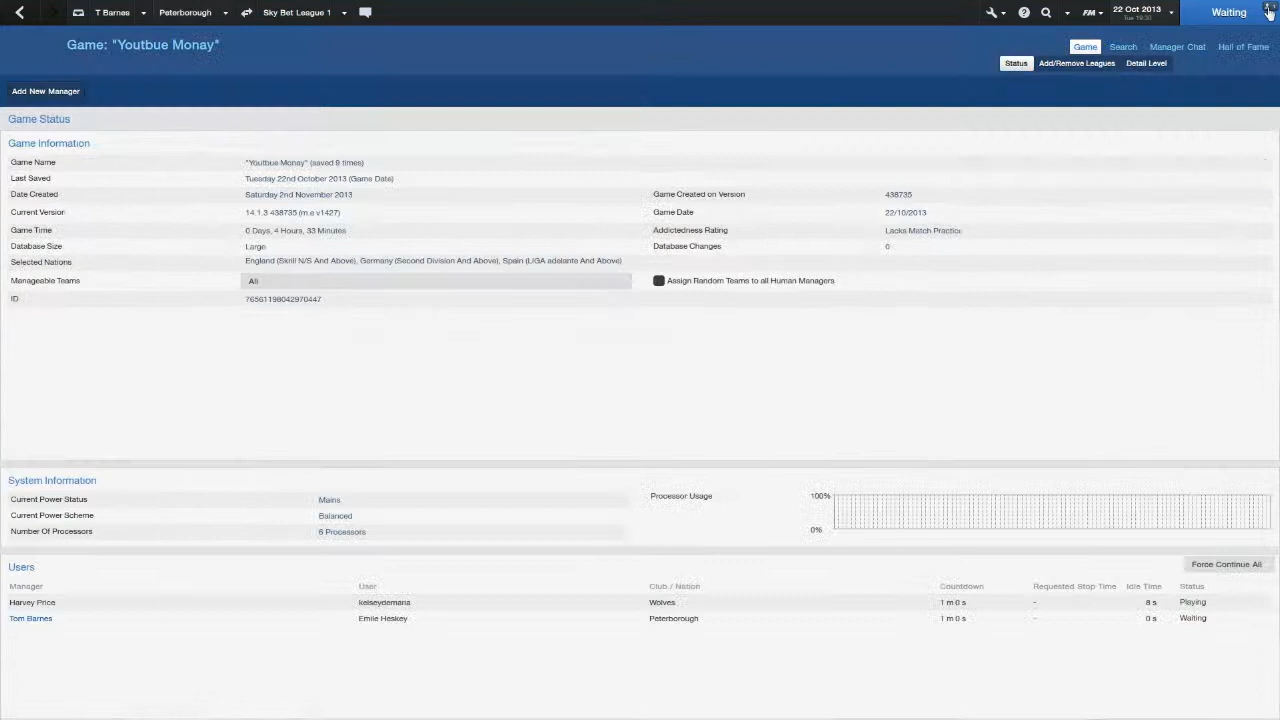 T Barnes Peterborough Sky Bet League 1 FM 22 Oct 2013 Waiting
Tue 19:30
Game: "Youtbue Monay" Game Search Manager Chat Hall of Fame
Status Add/Remove Leagues Detail Level
Add New Manager
Game Status
Game Information
Game Name "Youtbue Monay" (saved 9 times)
Last Saved Tuesday 22nd October 2013 (Game Date)
Date Created Saturday 2nd November 2013 Game Created on Version 438735
Current Version 14.1.3 438735 (m.e v1427) Game Date 22/10/2013
Game Time 0 Days, 4 Hours, 33 Minutes Addictedness Rating Lacks Match Practice
Database Size Large Database Changes 0
Selected Nations England (Skrill N/S And Above), Germany (Second Division And Above), Spain (LIGA adelante And Above)
Manageable Teams All Assign Random Teams to all Human Managers
ID 76561198042970447
System Information
Current Power Status Mains Processor Usage 100%
Current Power Scheme Balanced
Number Of Processors 6 Processors 0%
Users Force Continue All
Manager User Club / Nation Countdown Requested Stop Time Idle Time Status
Harvey Price kelseydemaria Wolves 1 m 0 s - 8 s Playing
Tom Barnes Emile Heskey Peterborough 1 m 0 s - 0 s Waiting